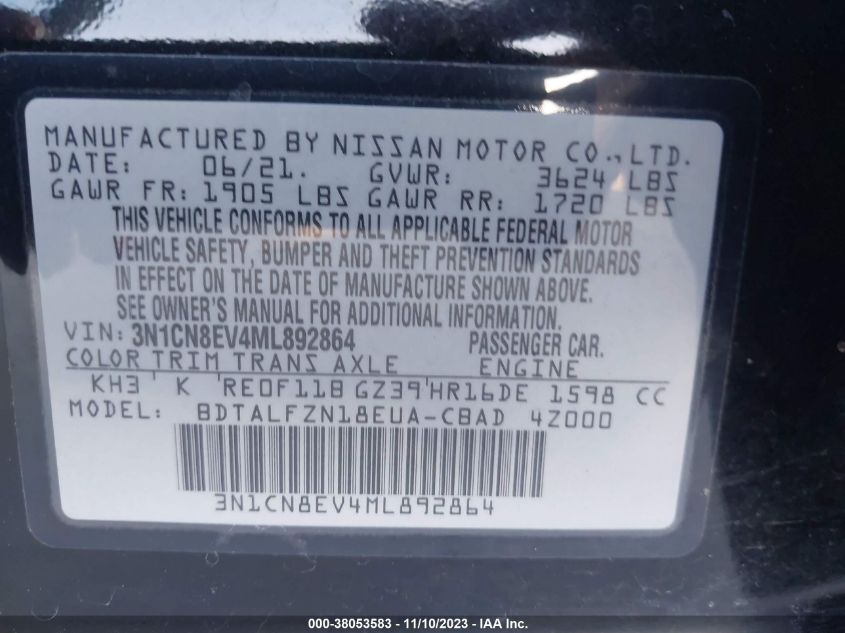 MANUFACTURED BY NISSAN MOTOR CO., LTD.
DATE: 06/21. GVWR: 3624 LBS
GAWR FR: 1905 LBS GAWR RR: 1720 LBS
THIS VEHICLE CONFORMS TO ALL APPLICABLE FEDERAL MOTOR
VEHICLE SAFETY, BUMPER AND THEFT PREVENTION STANDARDS
IN EFFECT ON THE DATE OF MANUFACTURE SHOWN ABOVE.
SEE OWNER'S MANUAL FOR ADDITIONAL INFORMATION.
VIN: 3N1CN8EV4ML892864 PASSENGER CAR.
COLOR TRIM TRANS AXLE ENGINE
KH3 K RE0F11B GZ39 HR16DE 1598 CC
MODEL: BDTALFZN18EUA-CBAD 4Z000
3N1CN8EV4ML892864
000-38053583 - 11/10/2023 - IAA Inc.